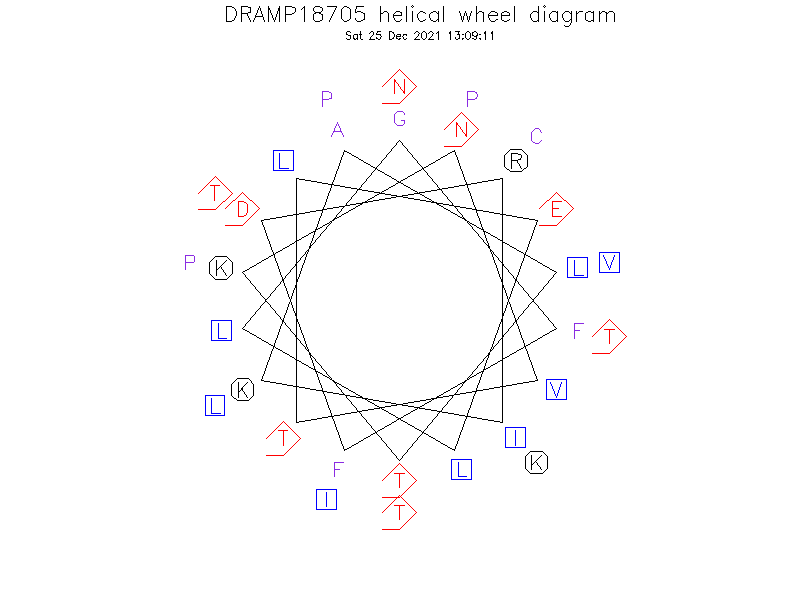 DRAMP18705 helical wheel diagram
Sat 25 Dec 2021 13:09:11
N
P P
G
A N C
L R
T D E
P K L V
L F T
K V
L
T I
K
F L T
I T